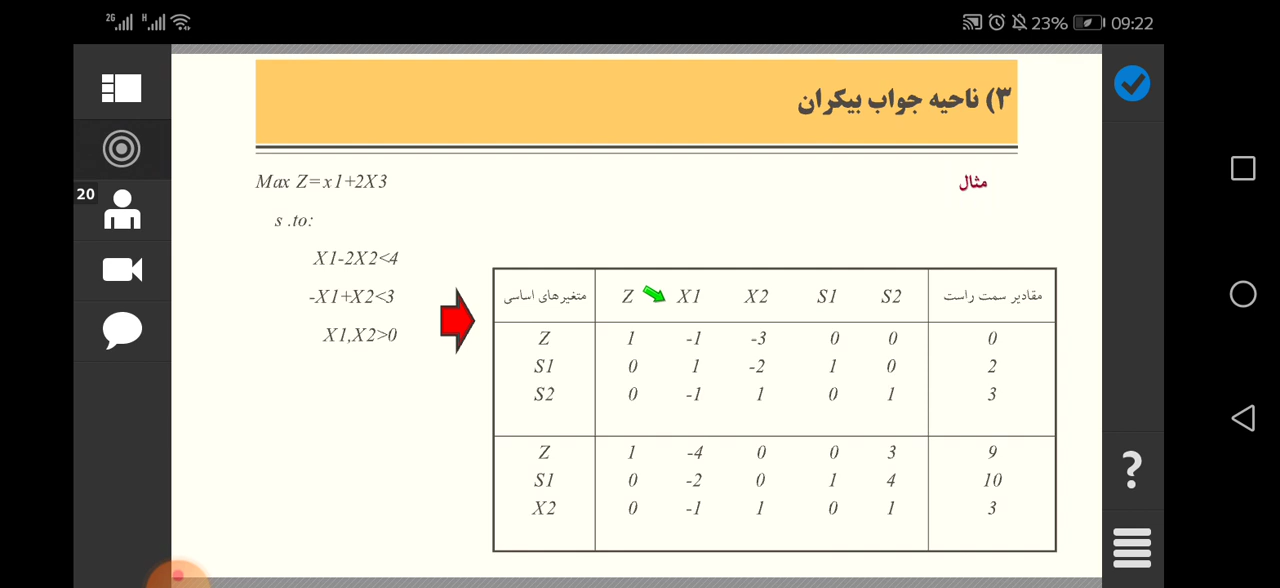 2G H 23% 09:22
۳) ناحیه جواب بیکران
Max Z=x1+2X3
مثال
s .to:
X1-2X2<4
-X1+X2<3
X1,X2>0
20
متغیرهای اساسی Z X1 X2 S1 S2 مقادیر سمت راست
Z 1 -1 -3 0 0 0
S1 0 1 -2 1 0 2
S2 0 -1 1 0 1 3
Z 1 -4 0 0 3 9
S1 0 -2 0 1 4 10
X2 0 -1 1 0 1 3
?